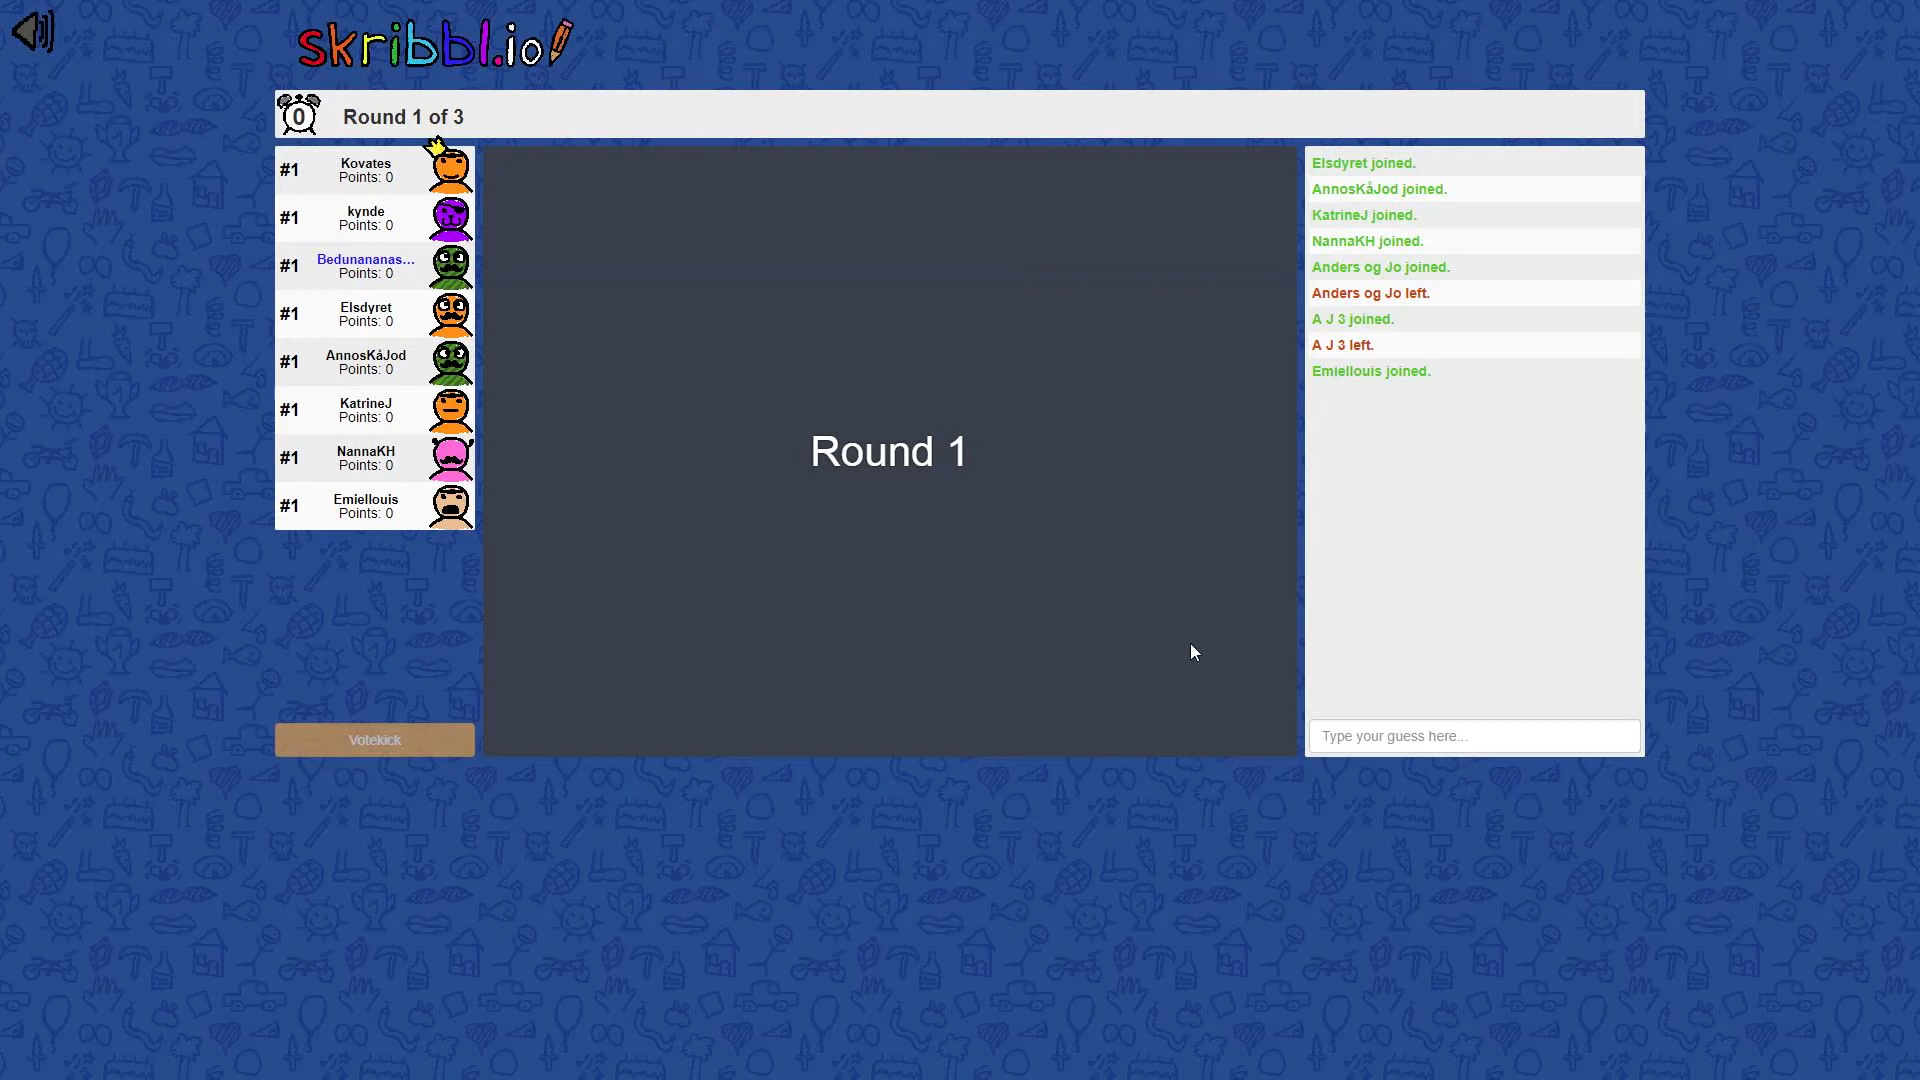 skribbl.io
0
Round 1 of 3
#1
Kovates
Points: 0
#1
kynde
Points: 0
#1
Bedunananas...
Points: 0
#1
Elsdyret
Points: 0
#1
AnnosKåJod
Points: 0
#1
KatrineJ
Points: 0
#1
NannaKH
Points: 0
#1
Emiellouis
Points: 0
Votekick
Round 1
Elsdyret joined.
AnnosKåJod joined.
KatrineJ joined.
NannaKH joined.
Anders og Jo joined.
Anders og Jo left.
A J 3 joined.
A J 3 left.
Emiellouis joined.
Type your guess here...